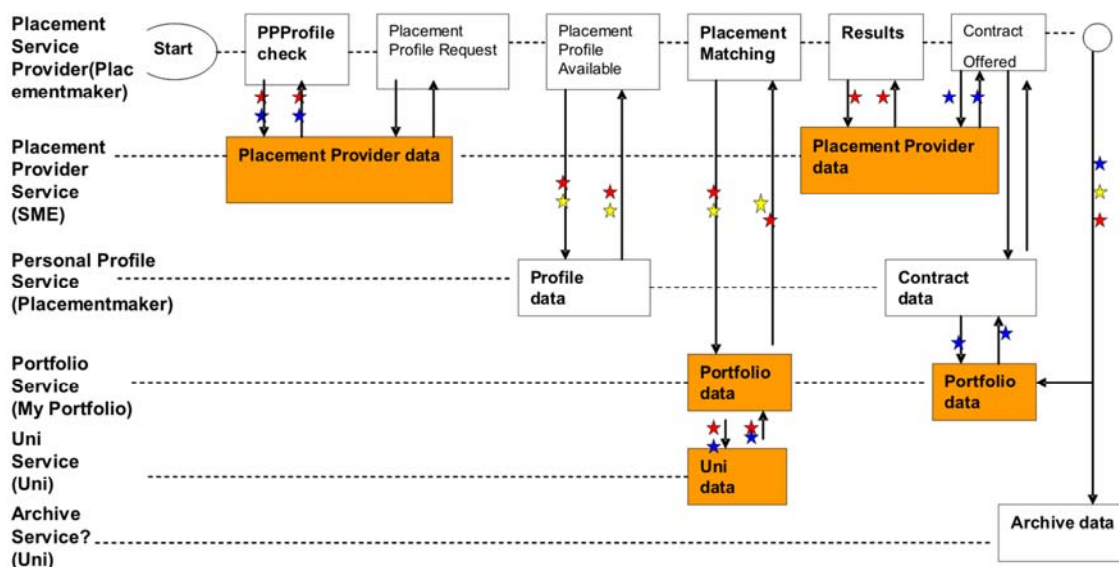 Placement
Service
Provider(Plac
ementmaker)
Start
PPProfile
check
Placement
Profile Request
Placement
Profile
Available
Placement
Matching
Results
Contract
Offered
Placement
Provider
Service
(SME)
Placement Provider data
Placement Provider
data
Personal Profile
Service
(Placementmaker)
Profile
data
Contract
data
Portfolio
Service
(My Portfolio)
Portfolio
data
Portfolio
data
Uni
Service
(Uni)
Uni
data
Archive
Service?
(Uni)
Archive data